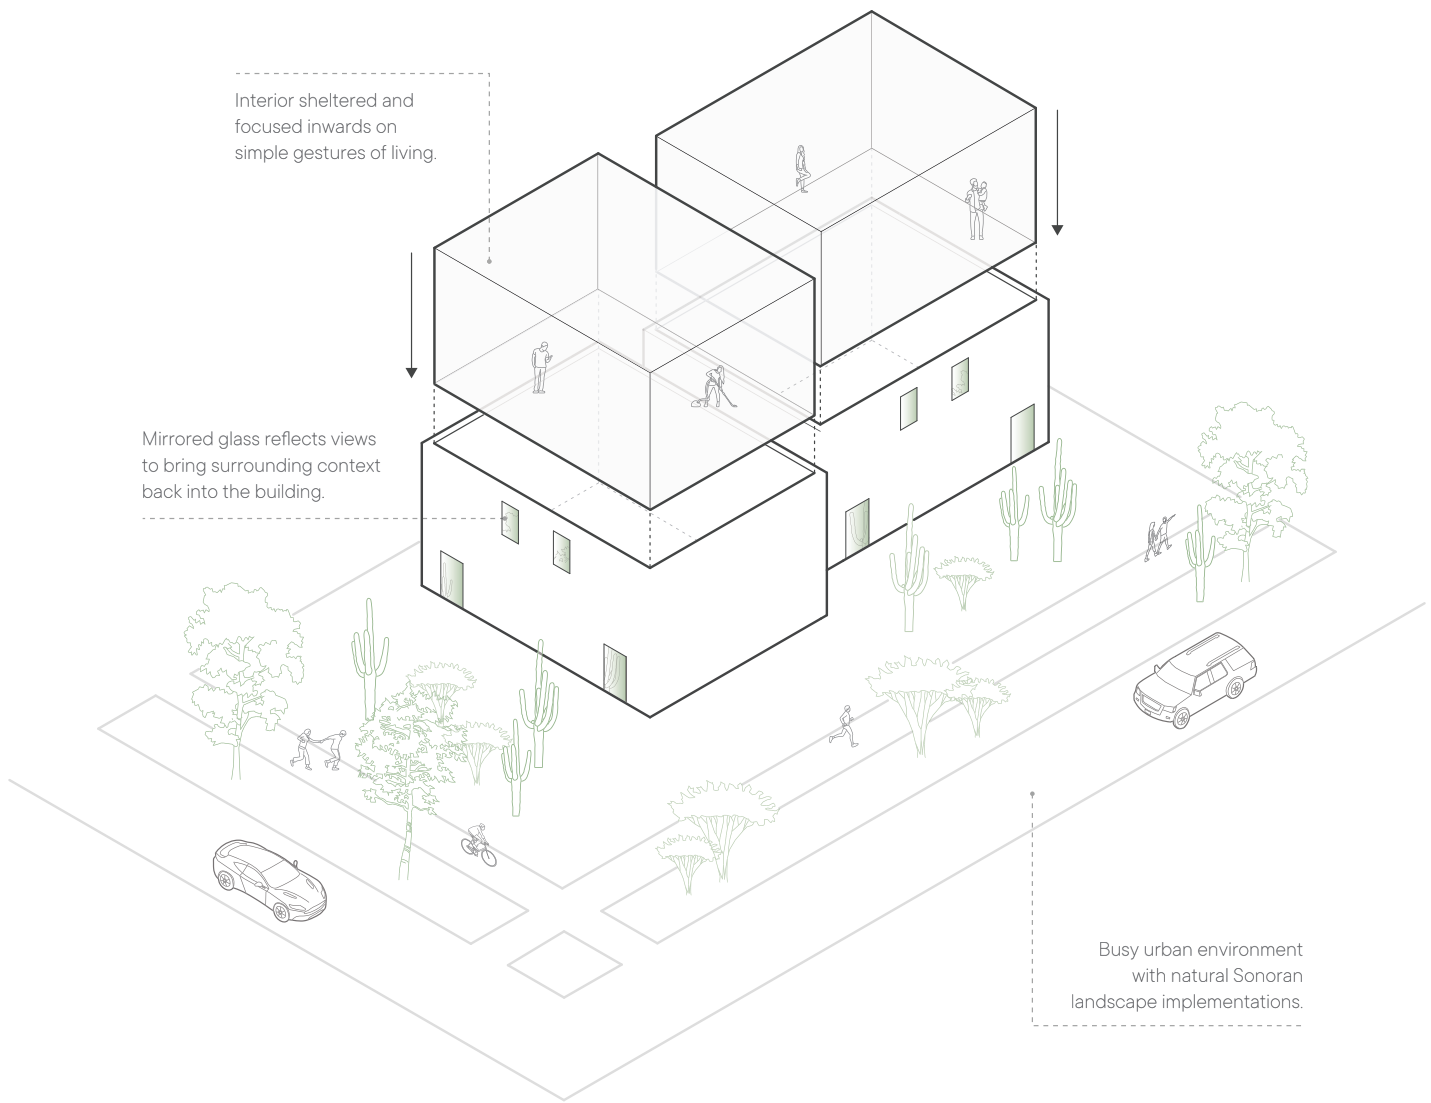 Interior sheltered and
focused inwards on
simple gestures of living.
Mirrored glass reflects views
to bring surrounding context
back into the building.
Busy urban environment
with natural Sonoran
landscape implementations.